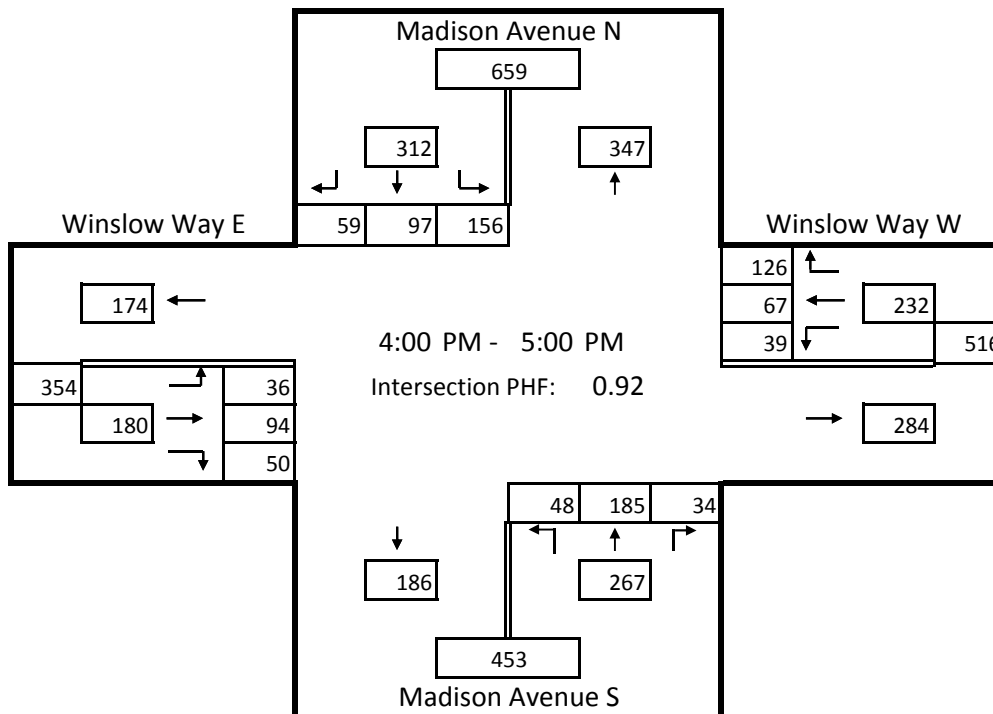 Madison Avenue N
659
312 347
Winslow Way E 59 97 156 Winslow Way W
126
174 67 232
4:00 PM - 5:00 PM 39 516
354 36 Intersection PHF: 0.92
180 94 284
50
48 185 34
186 267
453
Madison Avenue S